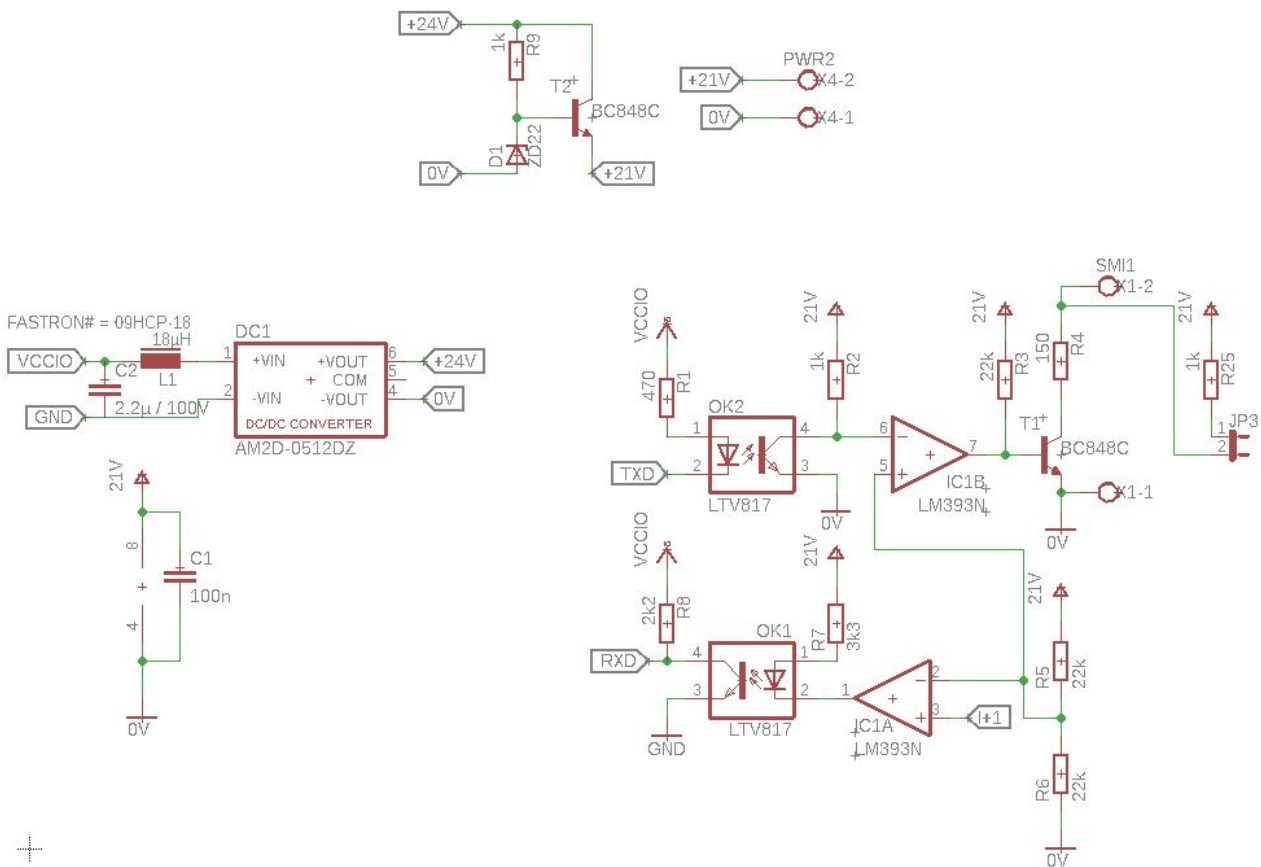 +24V
1k
R9
T2
BC848C
D1
ZD22
0V
+21V
PWR2
+21V
X4-2
0V
X4-1
FASTRON# = 09HCP-18
18µH
VCCIO
L1
C2
2.2µ / 100V
GND
DC1
1
+VIN
+VOUT
6
+24V
COM
5
2
-VIN
-VOUT
4
0V
DC/DC CONVERTER
AM2D-0512DZ
21V
8
4
C1
100n
0V
VCCIO
470
R1
OK2
1
2
4
3
TXD
LTV817
21V
1k
R2
0V
6
5
7
IC1B
LM393N
21V
22k
R3
SMI1
X1-2
150
R4
T1
BC848C
X1-1
0V
21V
1k
R25
JP3
1
2
VCCIO
2k2
R8
RXD
OK1
4
3
1
2
LTV817
GND
21V
R7
3k3
1
2
3
IC1A
LM393N
I+1
21V
R5
22k
R6
22k
0V